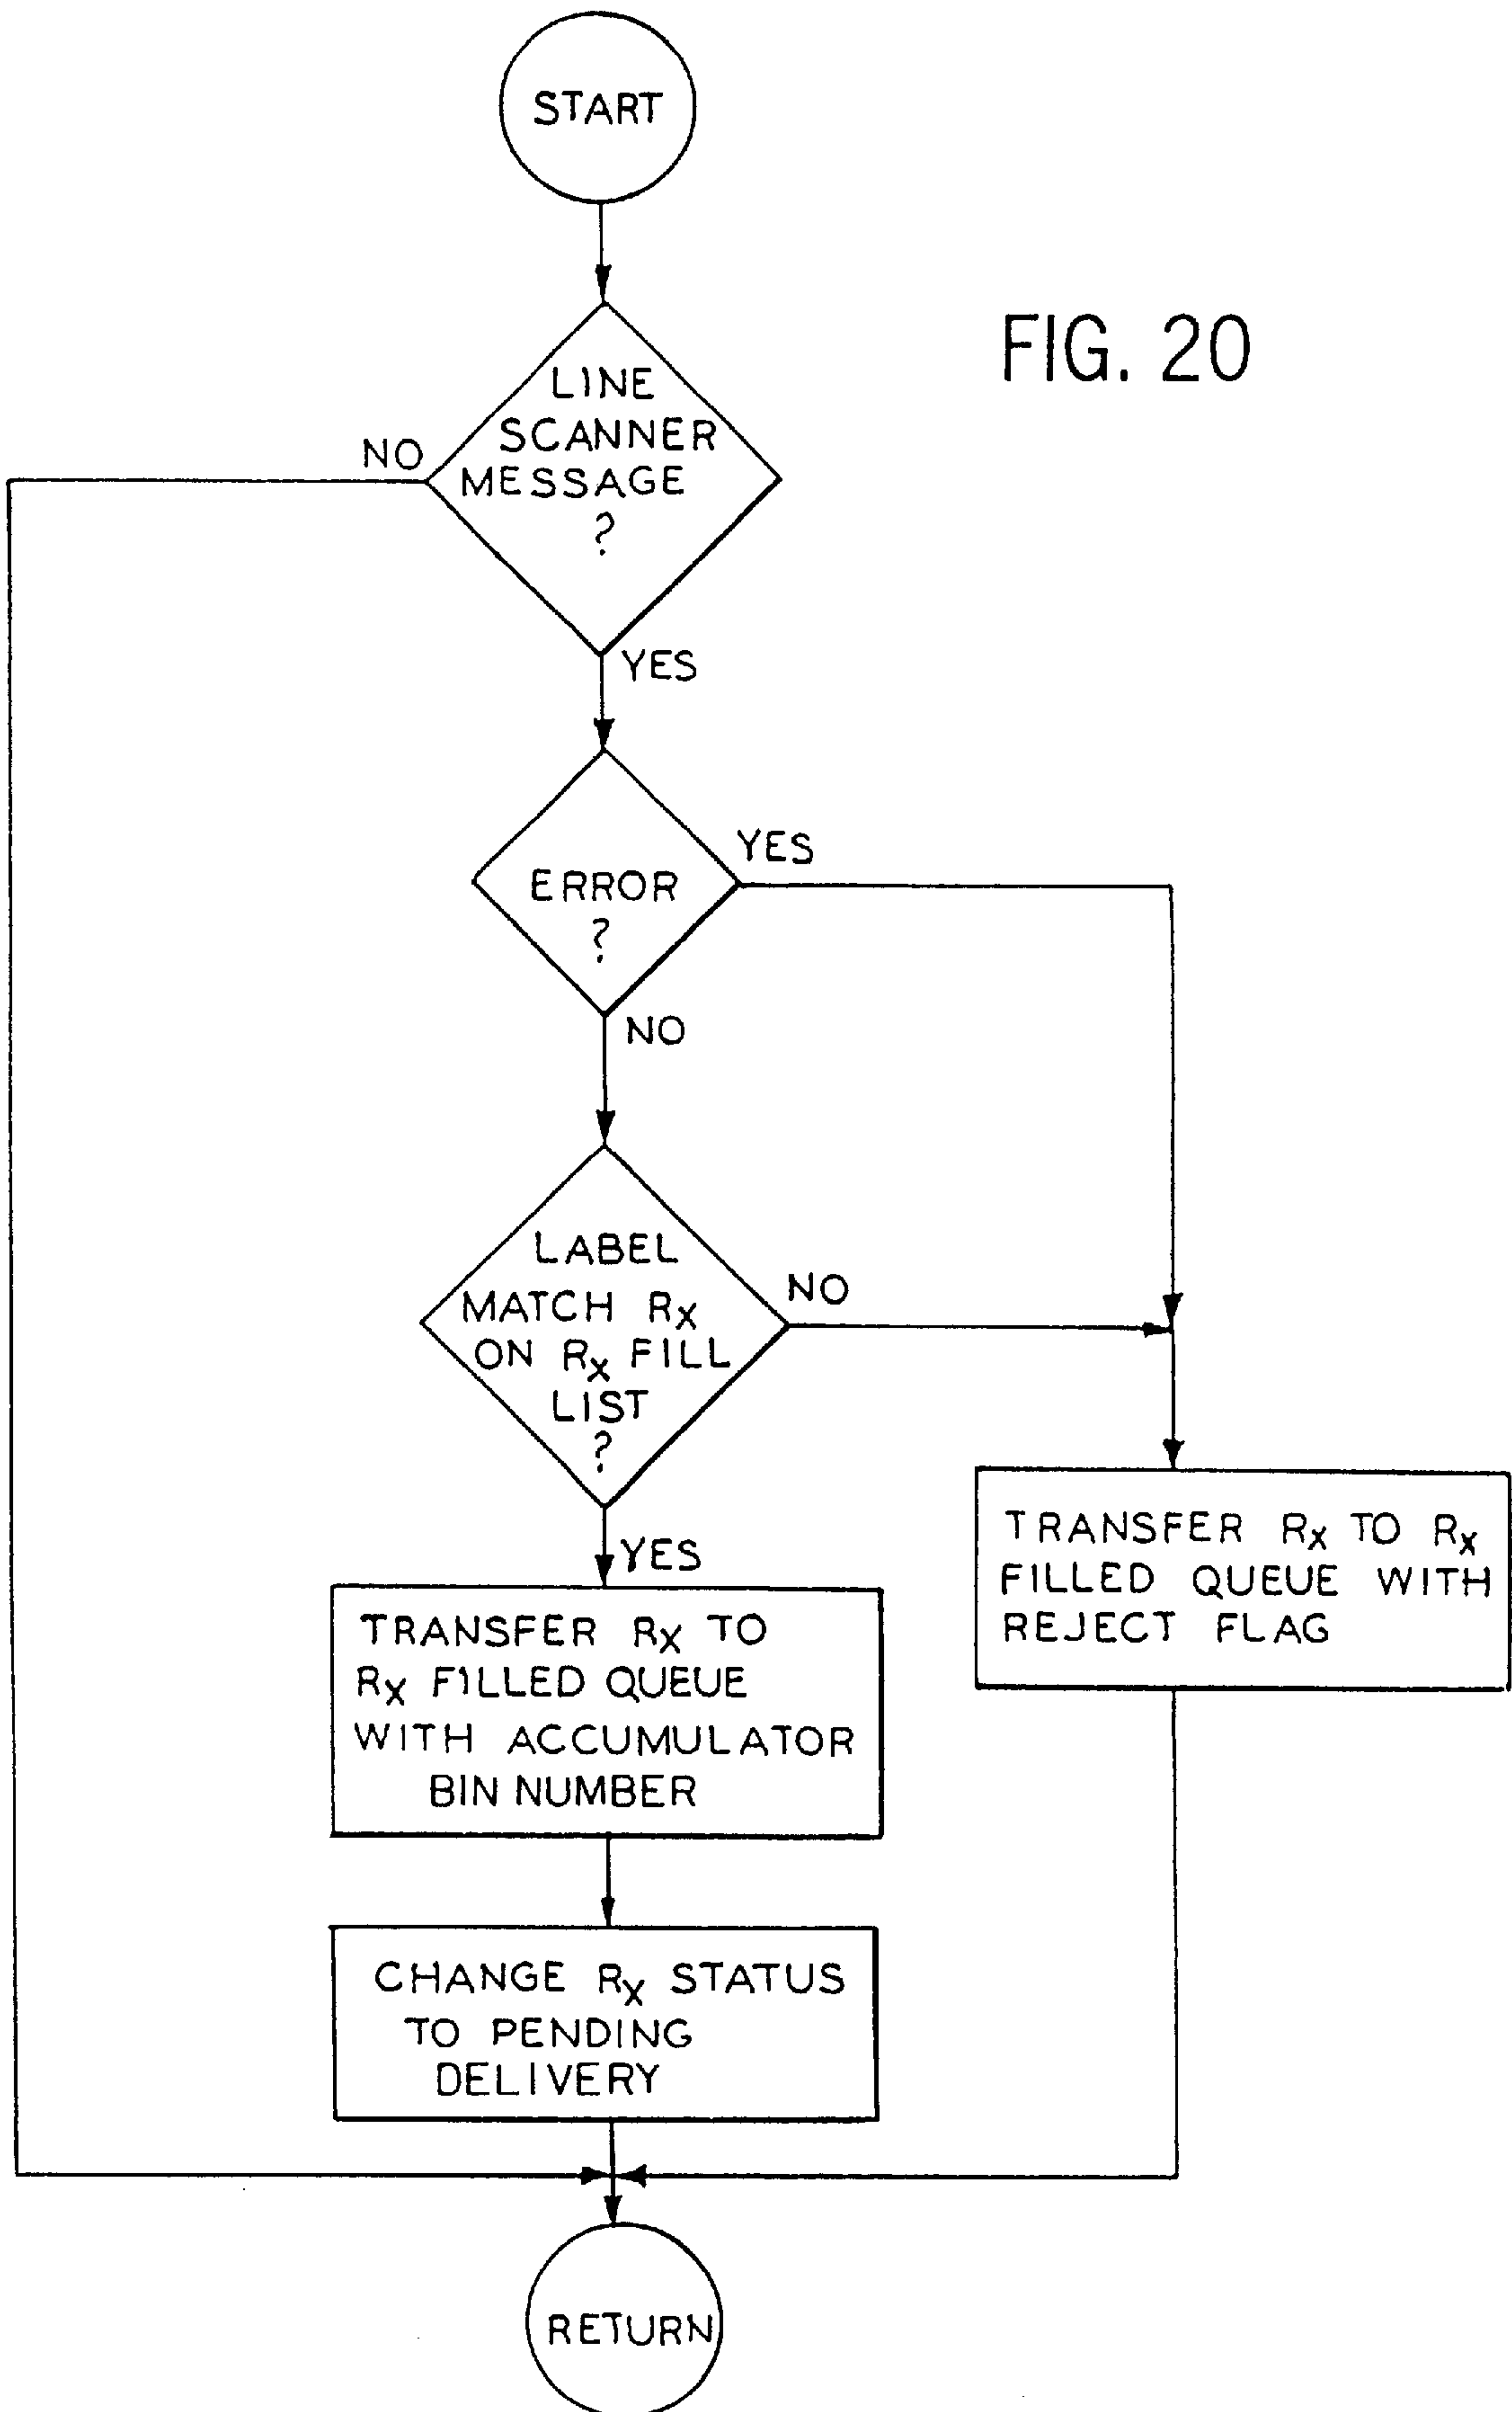 START
FIG. 20
LINE
SCANNER
MESSAGE
?
NO
YES
ERROR
?
YES
NO
LABEL
MATCH Rx
ON Rx FILL
LIST
?
NO
YES
TRANSFER Rx TO
Rx FILLED QUEUE
WITH ACCUMULATOR
BIN NUMBER
TRANSFER Rx TO Rx
FILLED QUEUE WITH
REJECT FLAG
CHANGE Rx STATUS
TO PENDING
DELIVERY
RETURN